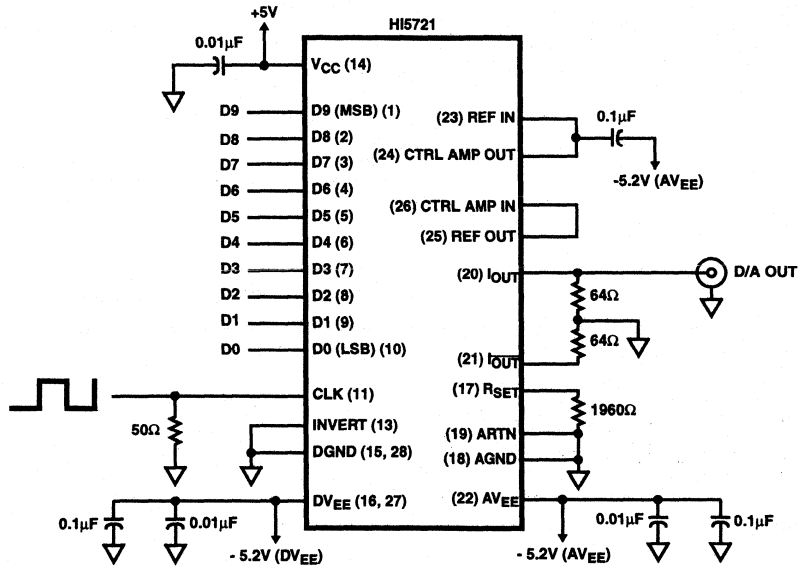 HI5721
+5V
0.01µF
VCC (14)
D9
D9 (MSB) (1)
D8
D8 (2)
D7
D7 (3)
D6
D6 (4)
D5
D5 (5)
D4
D4 (6)
D3
D3 (7)
D2
D2 (8)
D1
D1 (9)
D0
D0 (LSB) (10)
CLK (11)
50Ω
INVERT (13)
DGND (15, 28)
DVEE (16, 27)
0.1µF
0.01µF
- 5.2V (DVEE)
(23) REF IN
0.1µF
(24) CTRL AMP OUT
-5.2V (AVEE)
(26) CTRL AMP IN
(25) REF OUT
(20) IOUT
D/A OUT
64Ω
64Ω
(21) I̅O̅U̅T̅
(17) RSET
1960Ω
(19) ARTN
(18) AGND
(22) AVEE
0.01µF
0.1µF
- 5.2V (AVEE)